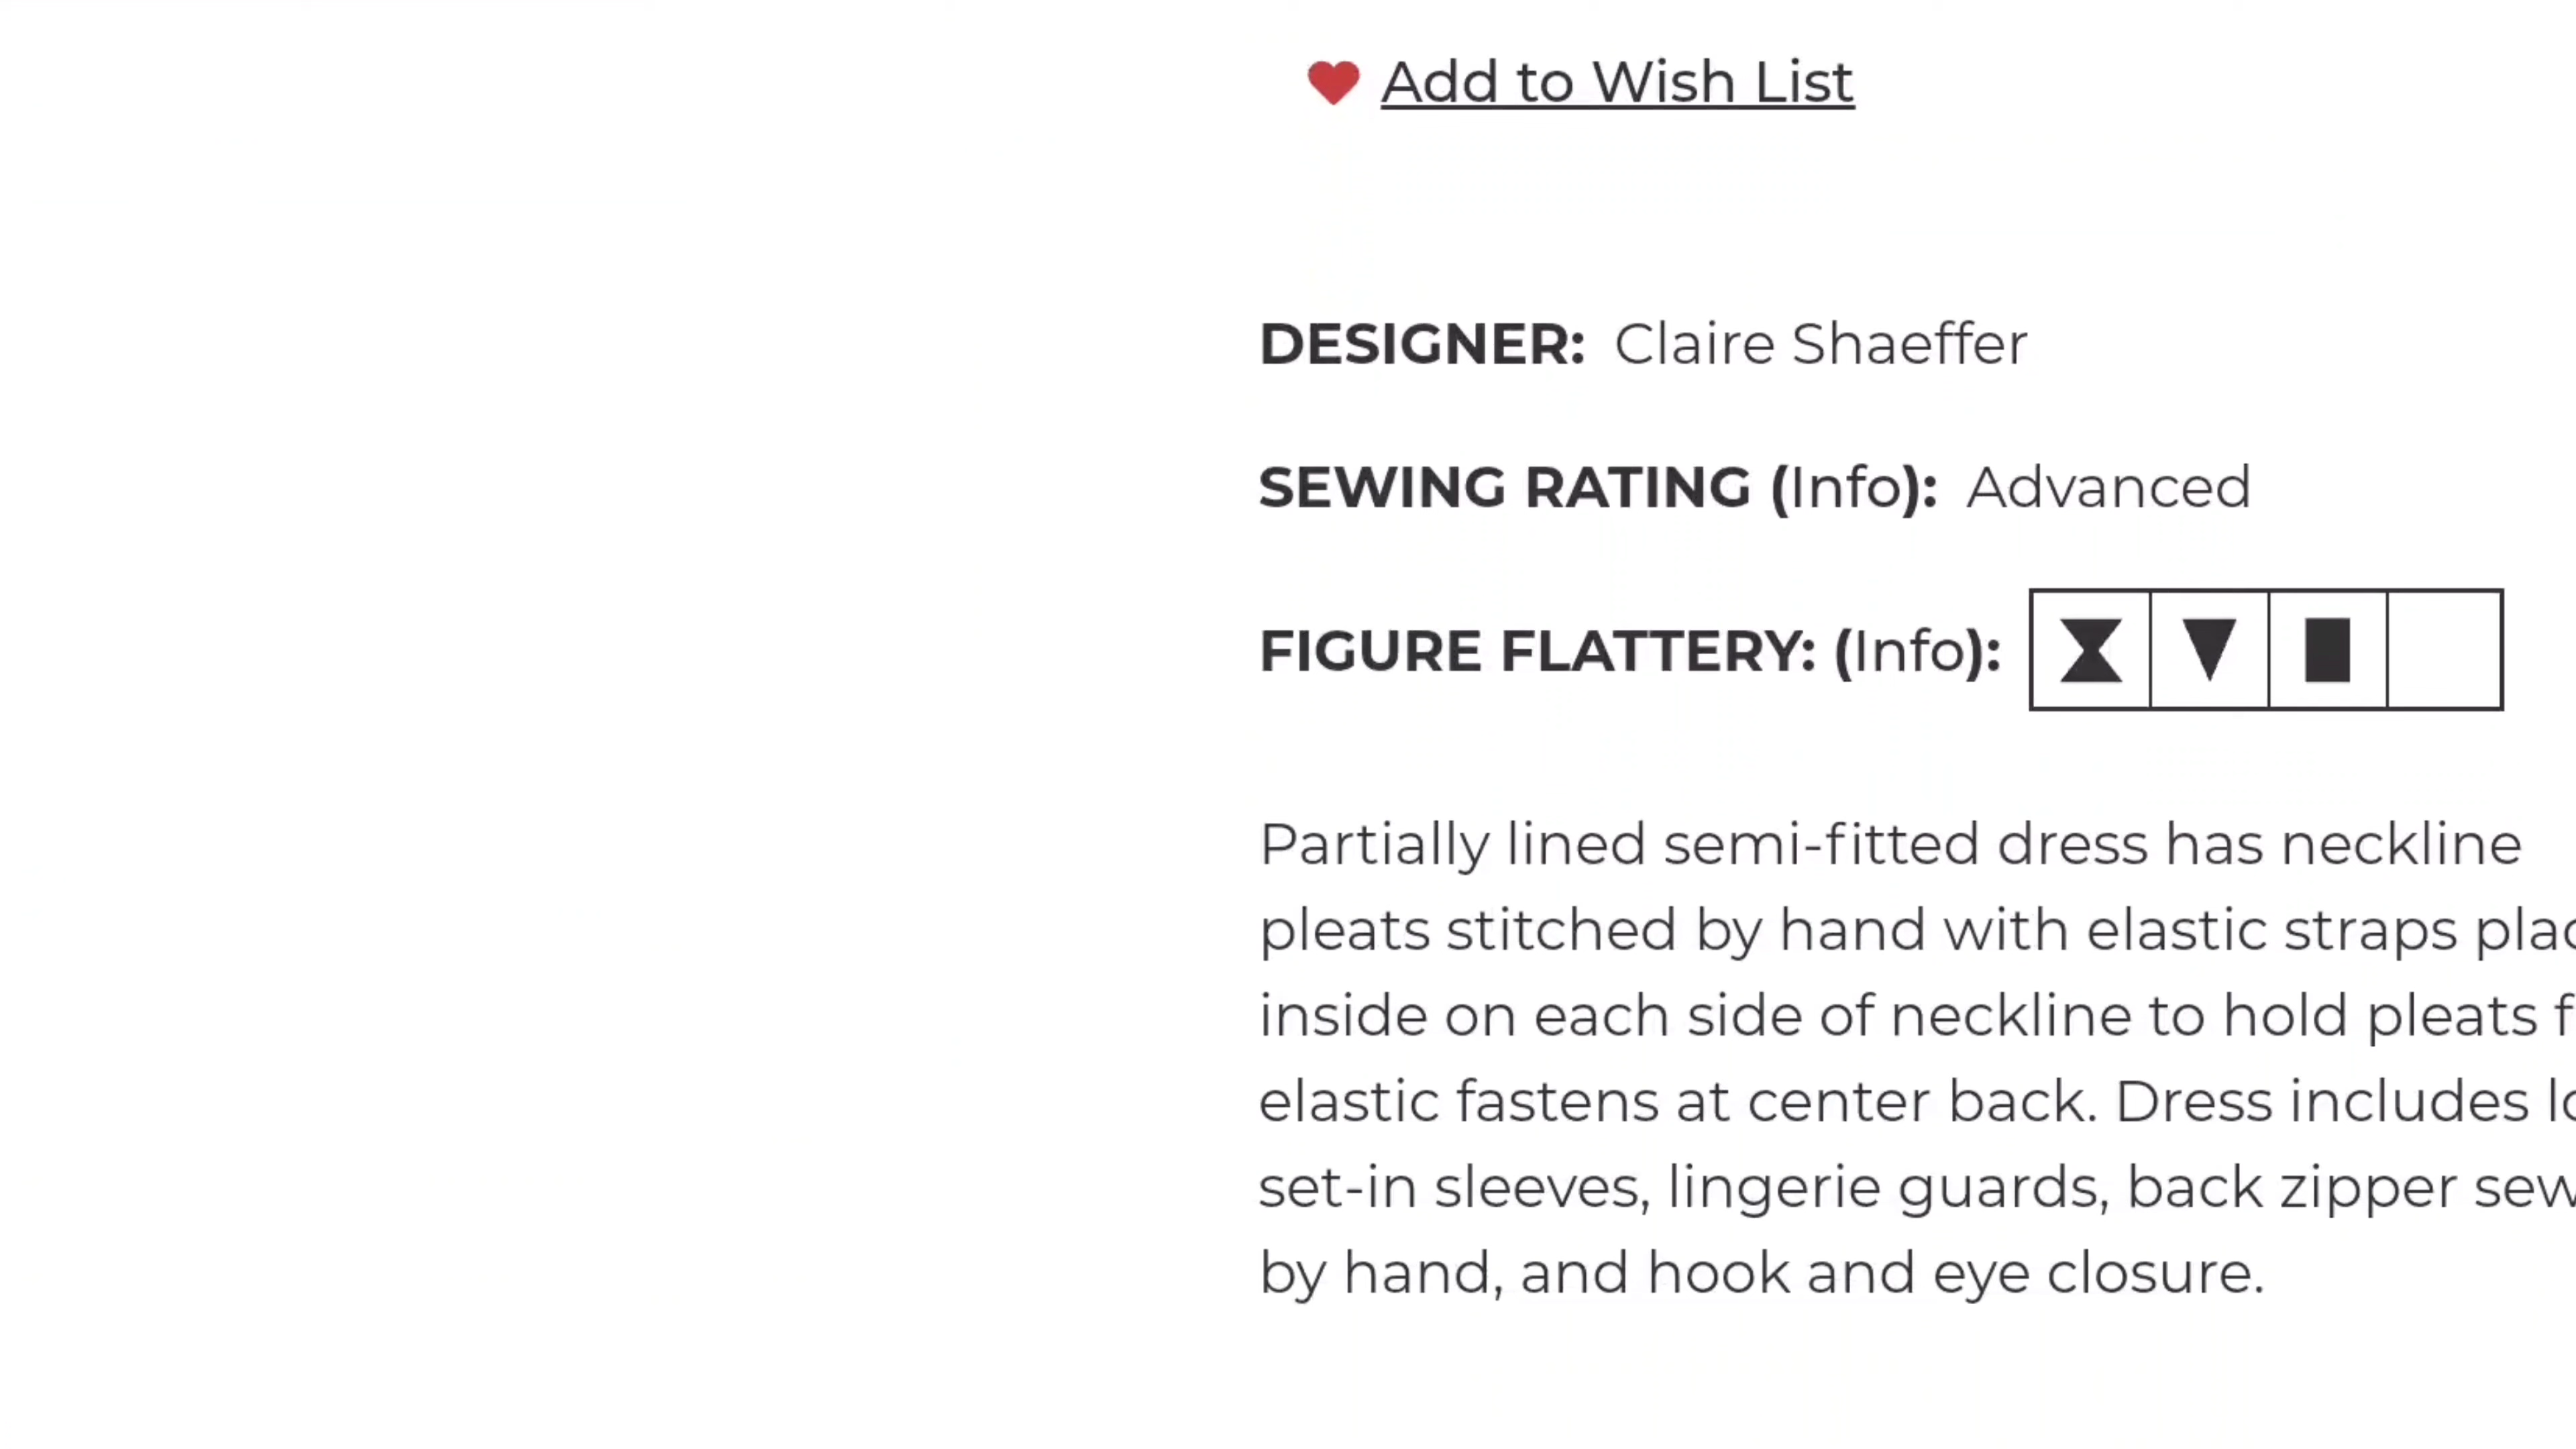 Add to Wish List
DESIGNER: Claire Shaeffer
SEWING RATING (Info): Advanced
FIGURE FLATTERY: (Info):
Partially lined semi-fitted dress has neckline
pleats stitched by hand with elastic straps
inside on each side of neckline to hold pleats
elastic fastens at center back. Dress includes
set-in sleeves, lingerie guards, back zipper
by hand, and hook and eye closure.